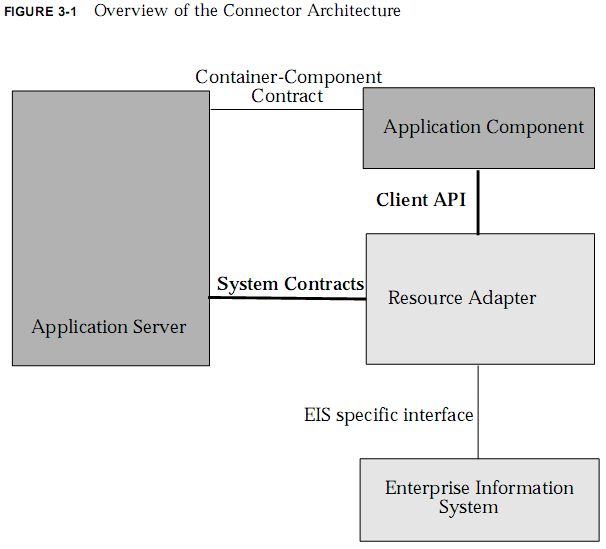 FIGURE 3-1 Overview of the Connector Architecture
Container-Component
Contract
Application Component
Client API
System Contracts
Resource Adapter
Application Server
EIS specific interface
Enterprise Information
System